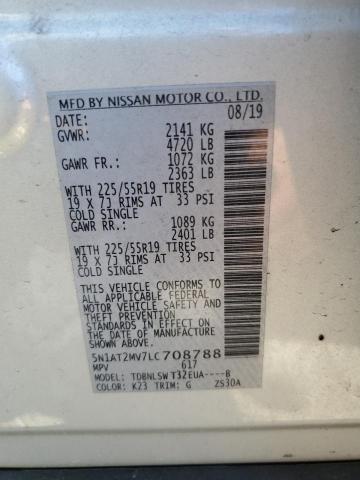 MFD BY NISSAN MOTOR CO., LTD.
DATE: 08/19
GVWR: 2141 KG
4720 LB
GAWR FR.: 1072 KG
2363 LB
WITH 225/55R19 TIRES
19 X 7J RIMS AT 33 PSI
COLD SINGLE
GAWR RR.: 1089 KG
2401 LB
WITH 225/55R19 TIRES
19 X 7J RIMS AT 33 PSI
COLD SINGLE
THIS VEHICLE CONFORMS TO
ALL APPLICABLE FEDERAL
MOTOR VEHICLE SAFETY AND
THEFT PREVENTION
STANDARDS IN EFFECT ON
THE DATE OF MANUFACTURE
SHOWN ABOVE.
5N1AT2MV7LC708788
MPV 617
MODEL: TDBNLSW T32EUA----B
COLOR: K23 TRIM: G ZS30A